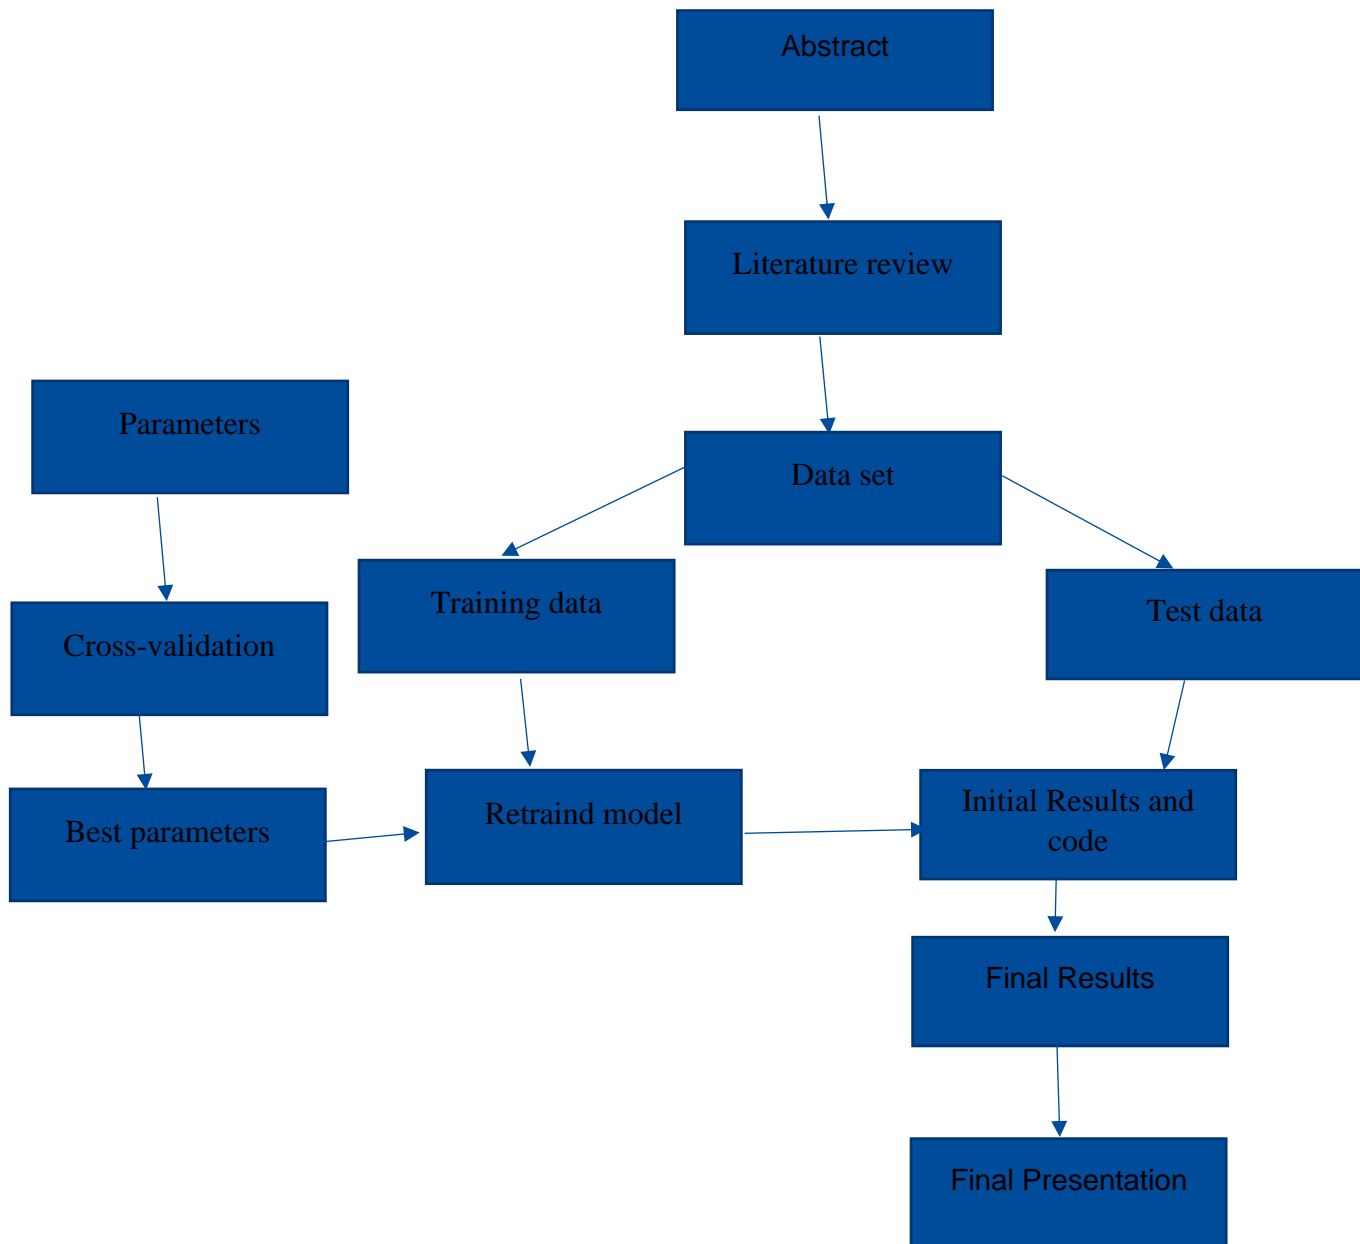 Abstract
Literature review
Parameters
Data set
Training data
Test data
Cross-validation
Best parameters
Retraind model
Initial Results and
code
Final Results
Final Presentation